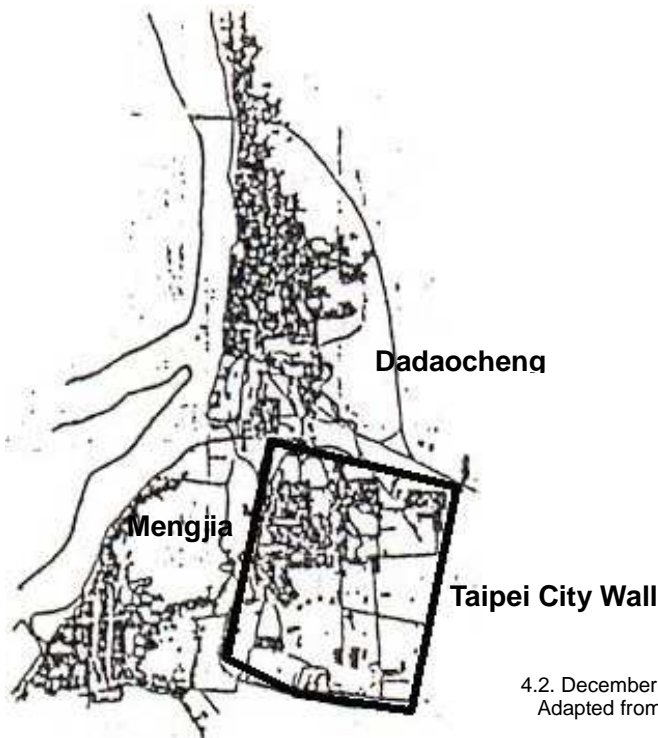 Dadaocheng
Mengjia
Taipei City Wall
4.2. December
Adapted from